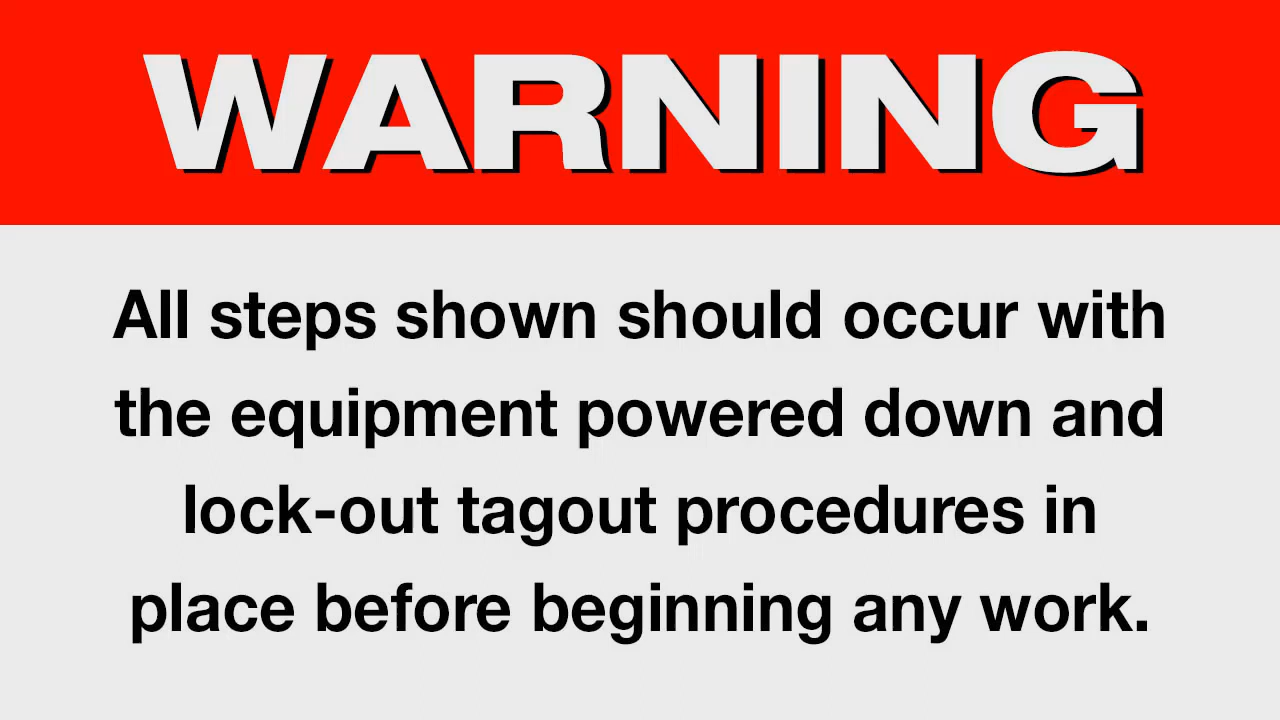 WARNING
All steps shown should occur with
the equipment powered down and
lock-out tagout procedures in
place before beginning any work.